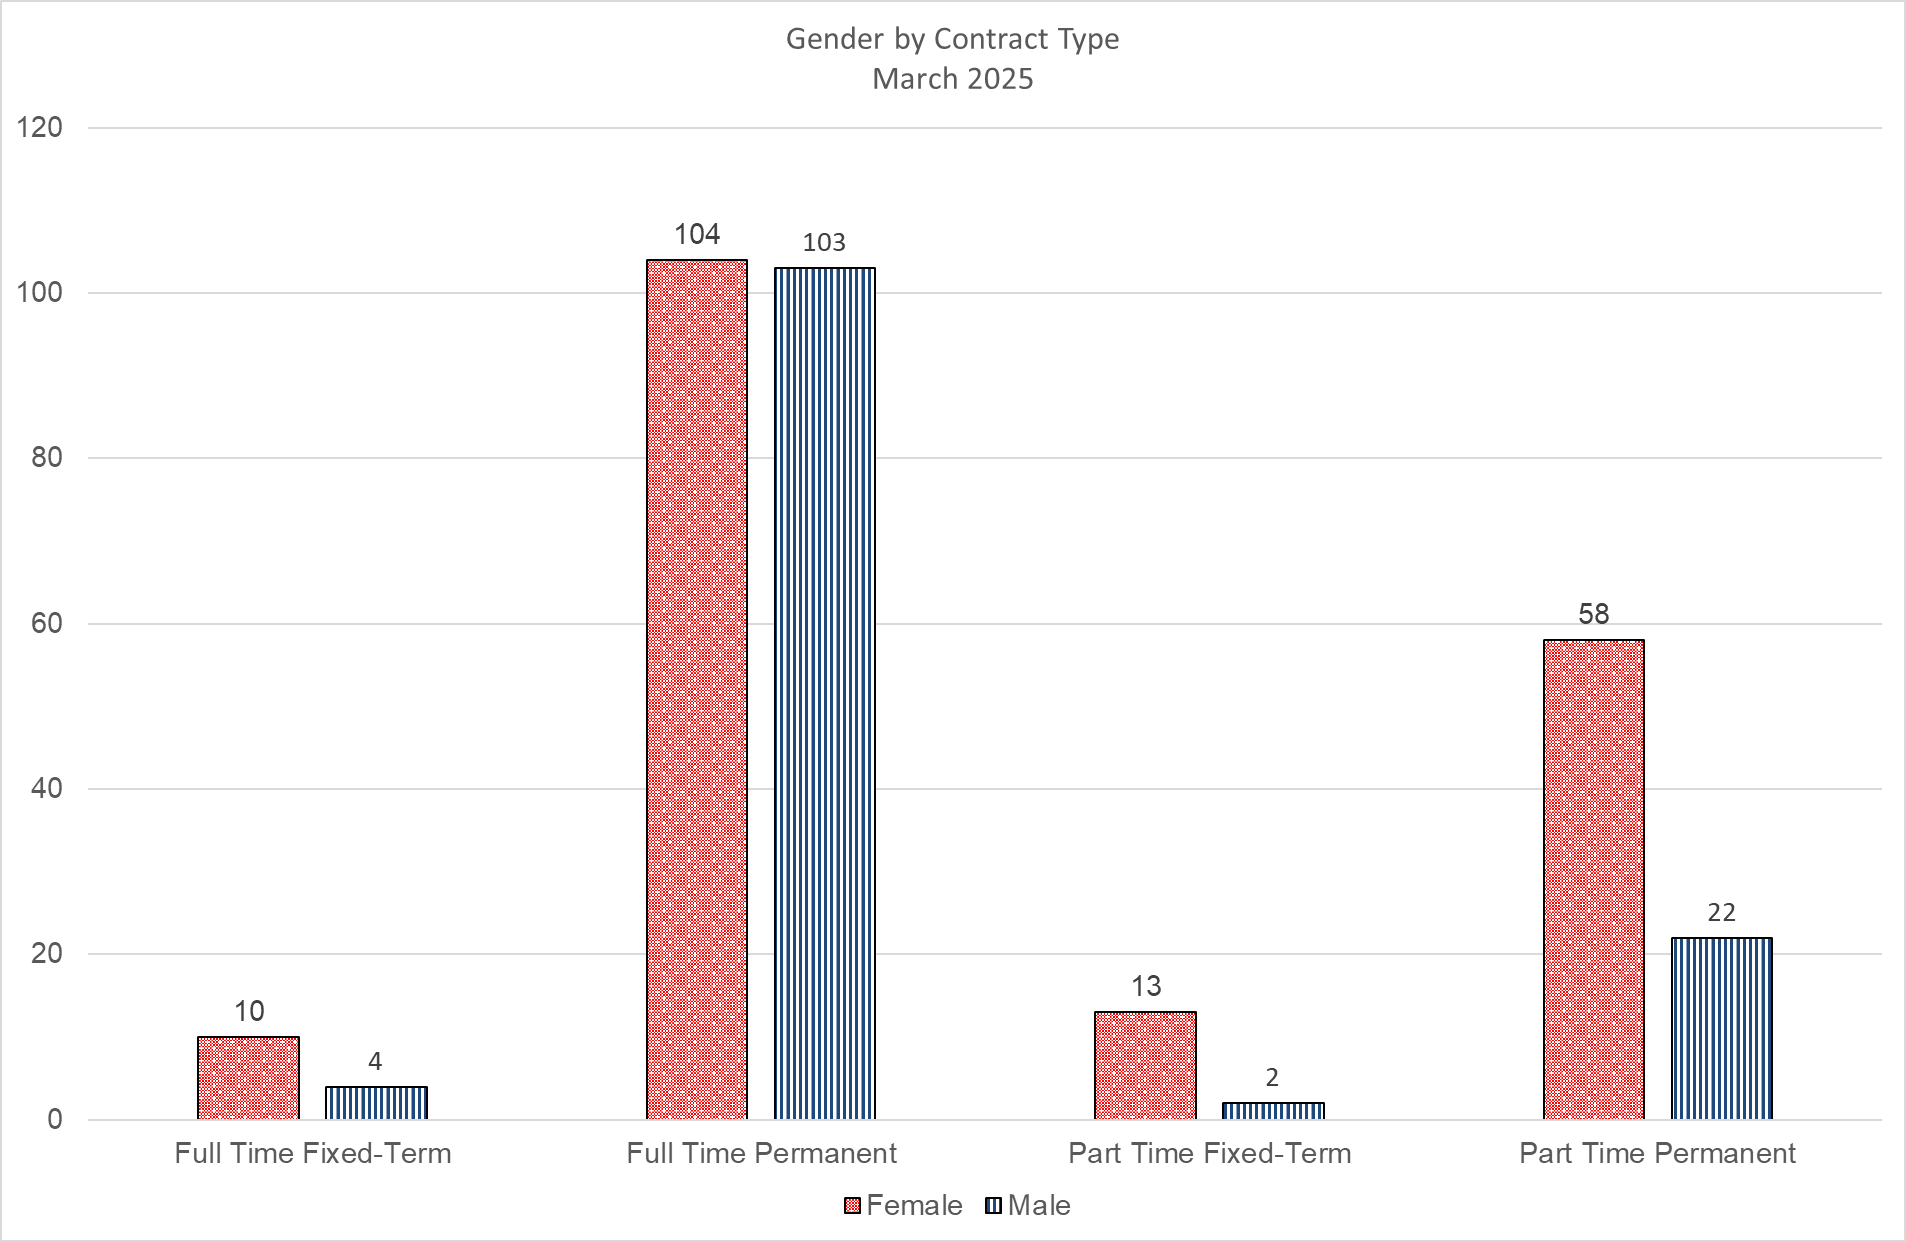 Gender by Contract Type
March 2025
120
100
80
60
40
20
0
104
103
58
22
13
2
10
4
Full Time Fixed-Term
Full Time Permanent
Part Time Fixed-Term
Part Time Permanent
Female
Male